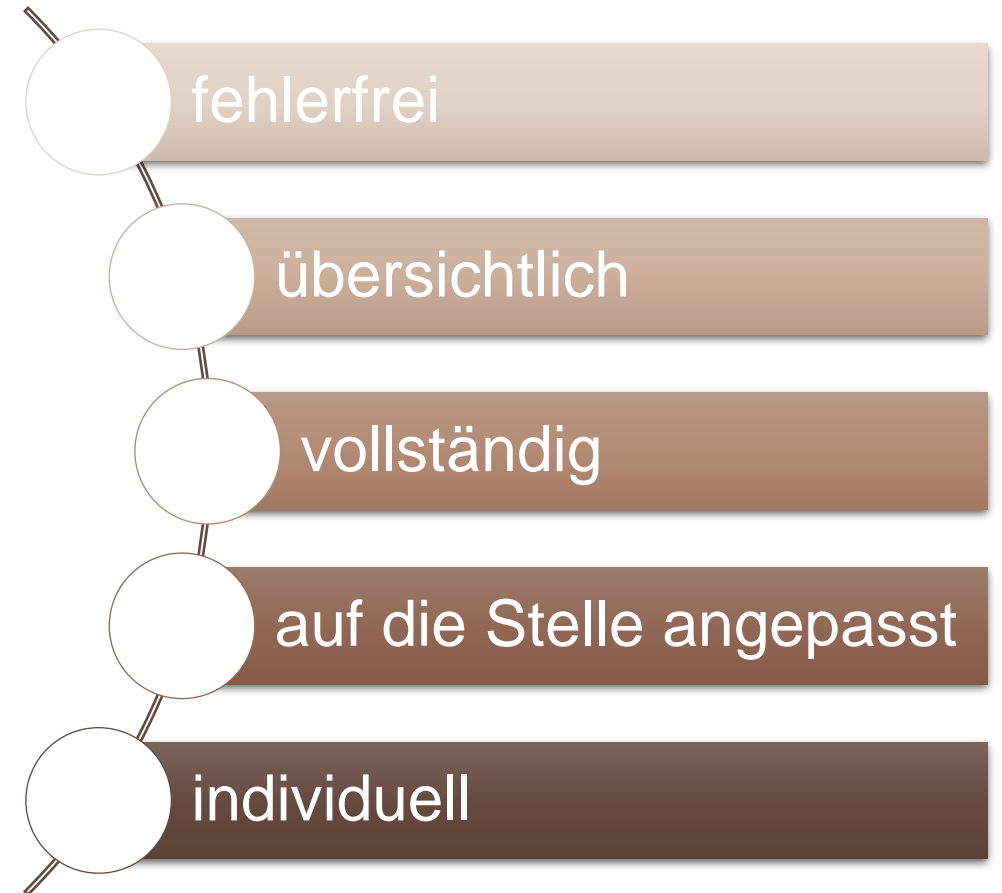 fehlerfrei
übersichtlich
vollständig
auf die Stelle angepasst
individuell